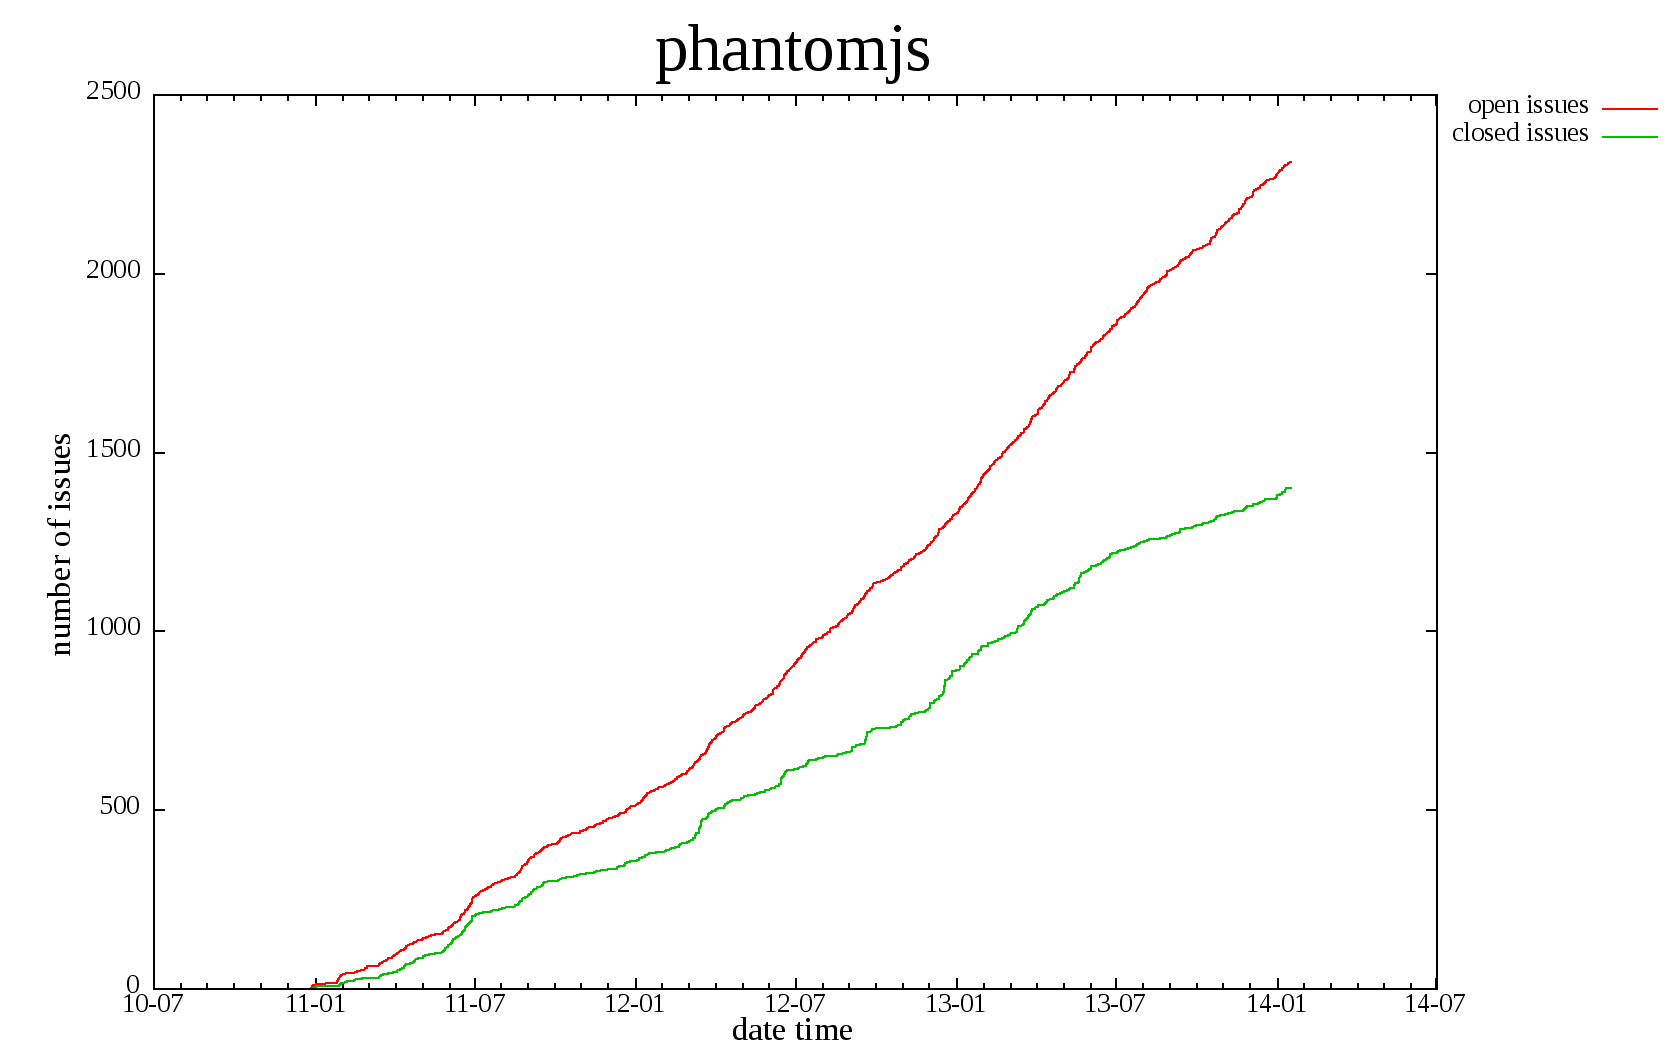 phantomjs
open issues
closed issues
2500
2000
1500
1000
500
0
number of issues
10-07 11-01 11-07 12-01 12-07 13-01 13-07 14-01 14-07
date time